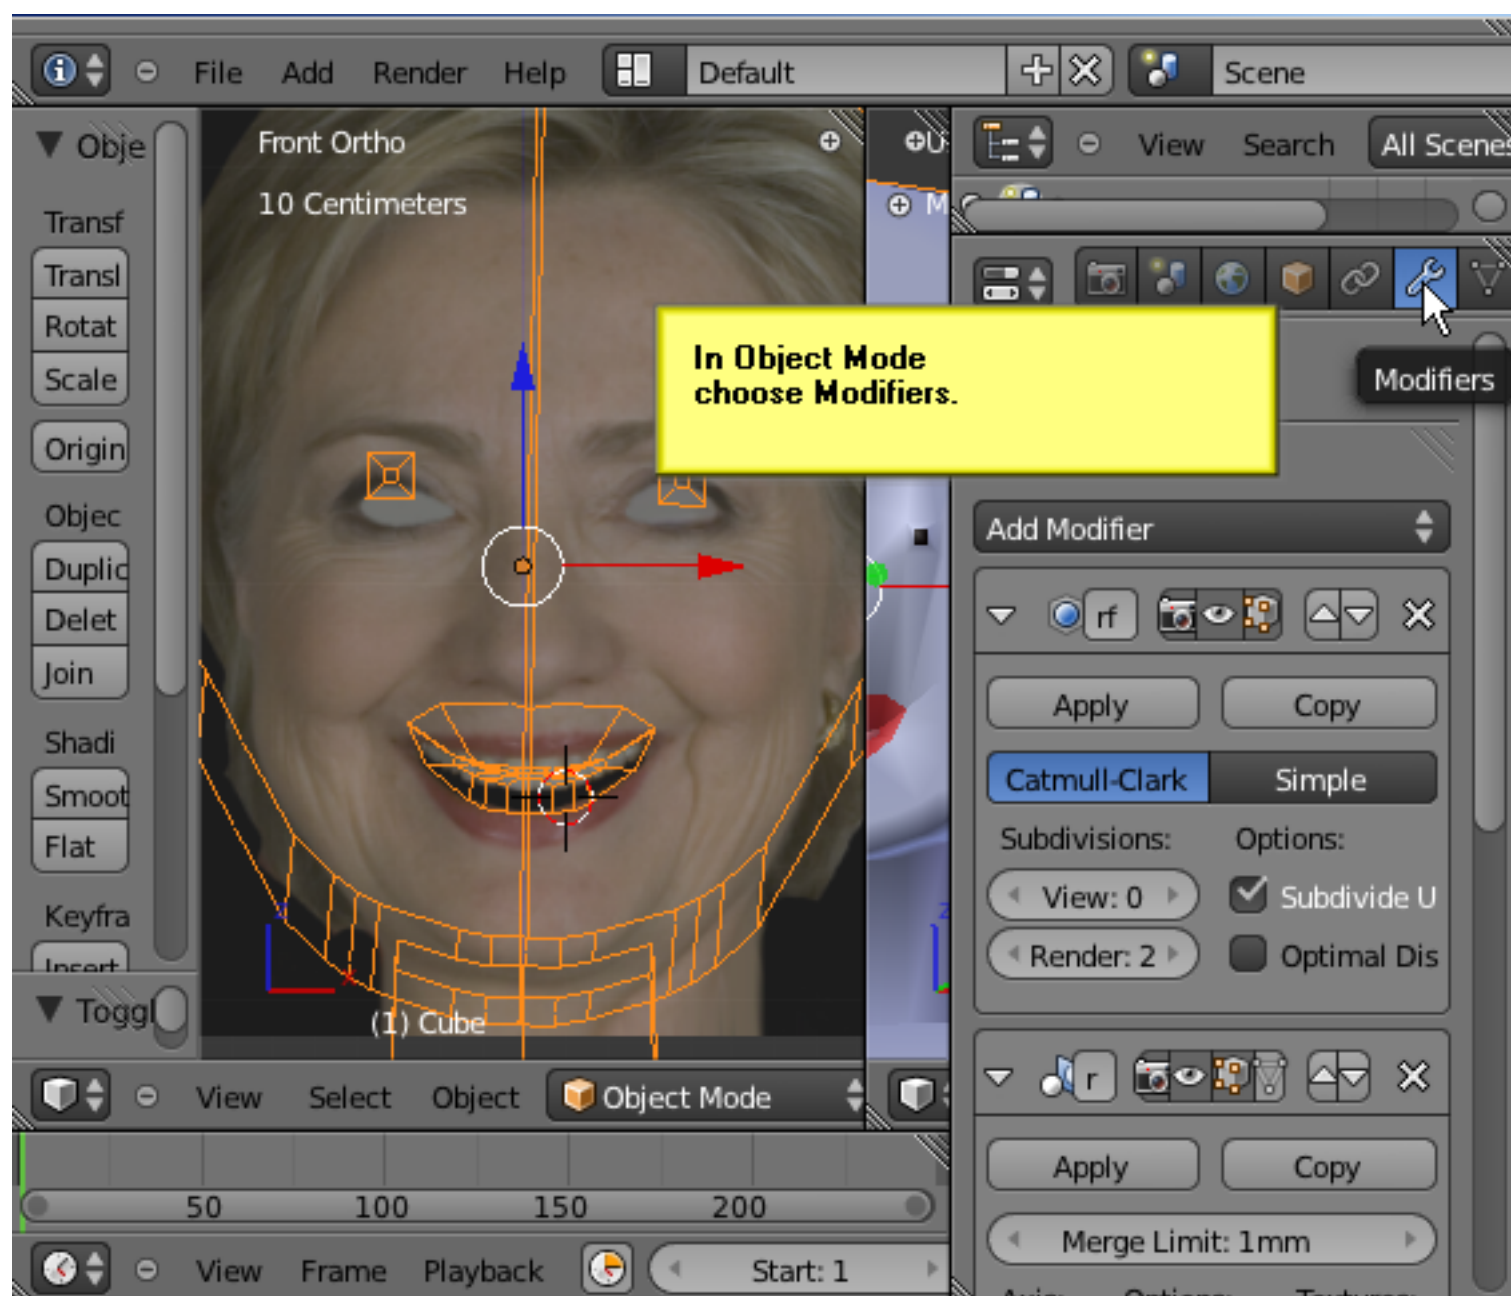 File Add Render Help Default Scene
Obje
Front Ortho
10 Centimeters
View Search All Scenes
Transf
Transl
Rotat
Scale
Origin
Objec
Duplic
Delet
Join
Shadi
Smoot
Flat
Keyfra
Insert
Toggl
In Object Mode
choose Modifiers.
Modifiers
Add Modifier
rf
Apply Copy
Catmull-Clark Simple
Subdivisions: Options:
View: 0 Subdivide U
Render: 2 Optimal Dis
(1) Cube
View Select Object Object Mode
r
Apply Copy
Merge Limit: 1mm
50 100 150 200
View Frame Playback Start: 1